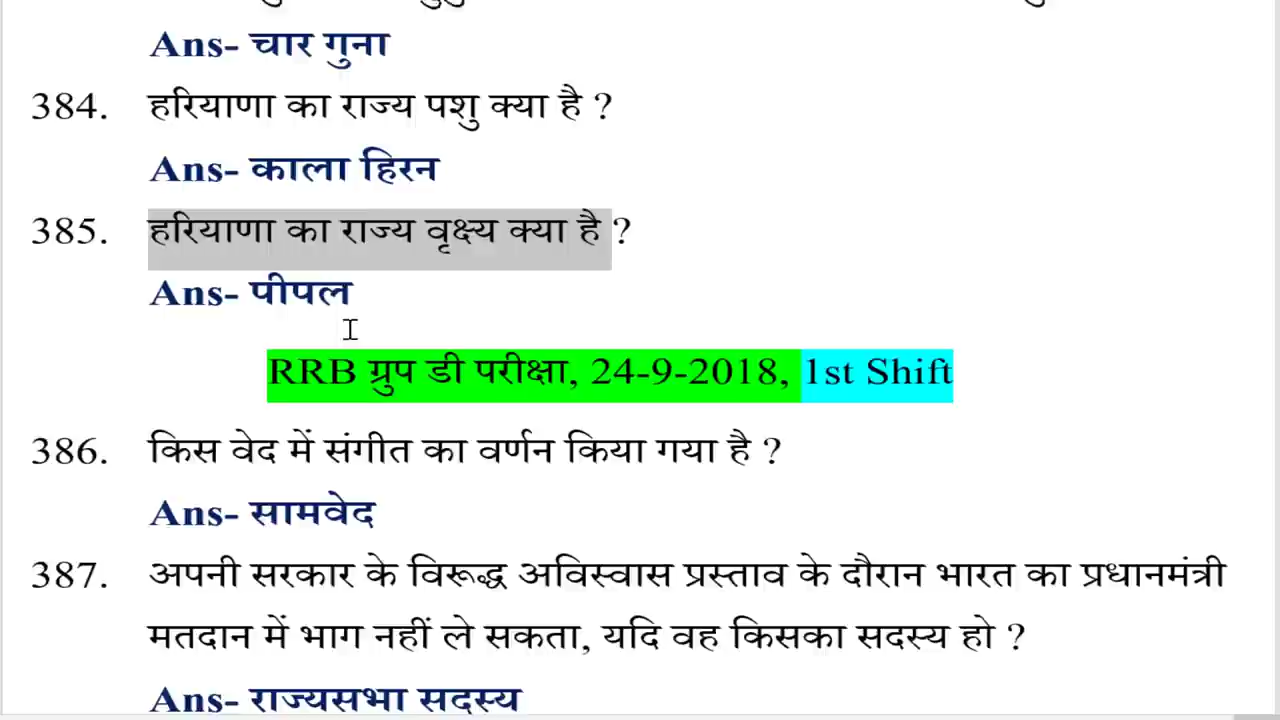 Ans- चार गुना
384. हरियाणा का राज्य पशु क्या है ?
Ans- काला हिरन
385. हरियाणा का राज्य वृक्ष्य क्या है ?
Ans- पीपल
RRB ग्रुप डी परीक्षा, 24-9-2018, 1st Shift
386. किस वेद में संगीत का वर्णन किया गया है ?
Ans- सामवेद
387. अपनी सरकार के विरूद्ध अविस्वास प्रस्ताव के दौरान भारत का प्रधानमंत्री
मतदान में भाग नहीं ले सकता, यदि वह किसका सदस्य हो ?
Ans- राज्यसभा सदस्य